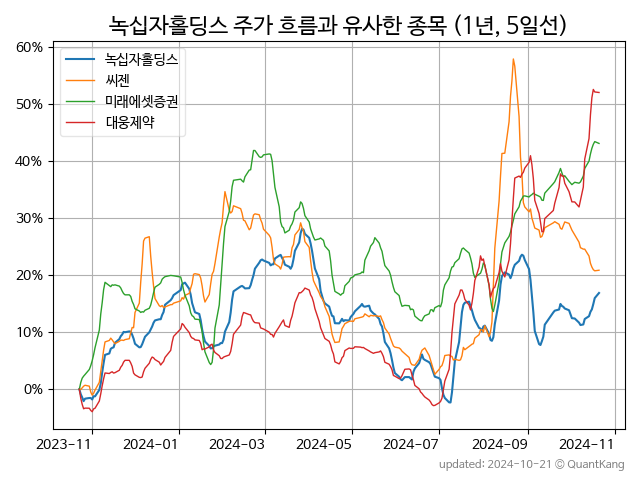 녹십자홀딩스 주가 흐름과 유사한 종목 (1년, 5일선)
녹십자홀딩스
씨젠
미래에셋증권
대웅제약
60%
50%
40%
30%
20%
10%
0%
2023-11 2024-01 2024-03 2024-05 2024-07 2024-09 2024-11
updated: 2024-10-21 © QuantKang